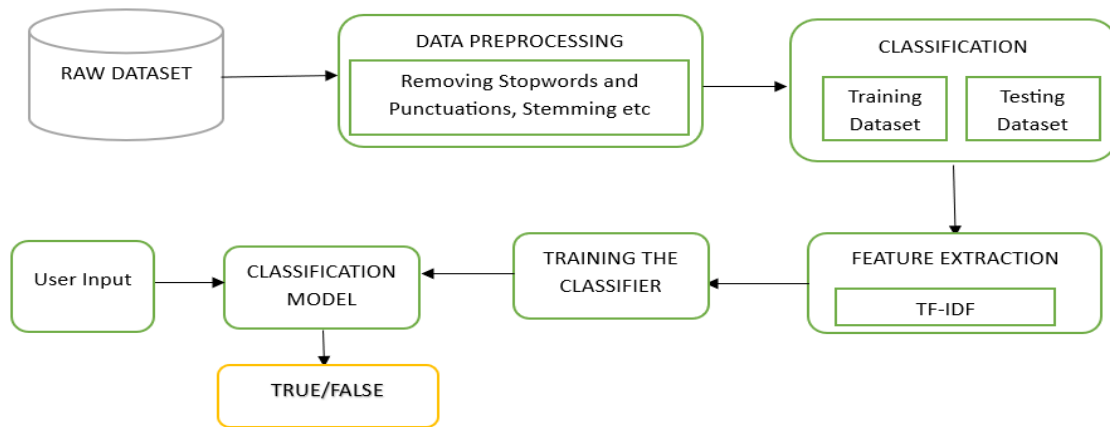 RAW DATASET
DATA PREPROCESSING
Removing Stopwords and
Punctuations, Stemming etc
CLASSIFICATION
Training
Dataset
Testing
Dataset
User Input
CLASSIFICATION
MODEL
TRAINING THE
CLASSIFIER
FEATURE EXTRACTION
TF-IDF
TRUE/FALSE